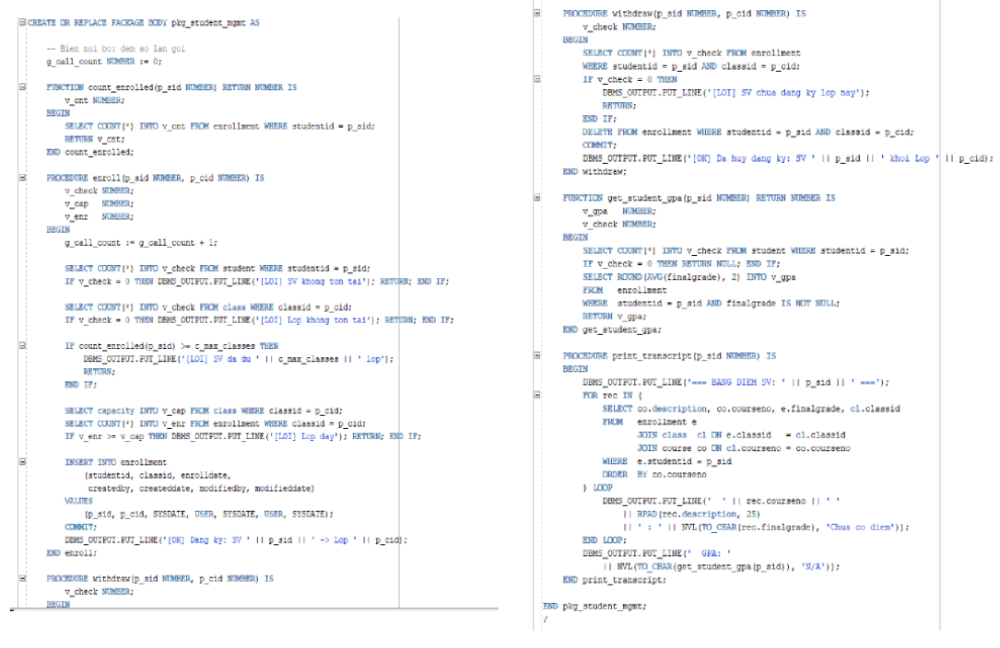 CREATE OR REPLACE PACKAGE BODY pkg_student_mgmt AS
-- Bien noi bo: dem so lan goi
g_call_count NUMBER := 0;
FUNCTION count_enrolled(p_sid NUMBER) RETURN NUMBER IS
v_cnt NUMBER;
BEGIN
SELECT COUNT(*) INTO v_cnt FROM enrollment WHERE studentid = p_sid;
RETURN v_cnt;
END count_enrolled;
PROCEDURE enroll(p_sid NUMBER, p_cid NUMBER) IS
v_check NUMBER;
v_cap NUMBER;
v_enr NUMBER;
BEGIN
g_call_count := g_call_count + 1;
SELECT COUNT(*) INTO v_check FROM student WHERE studentid = p_sid;
IF v_check = 0 THEN DBMS_OUTPUT.PUT_LINE('[LOI] SV khong ton tai'); RETURN; END IF;
SELECT COUNT(*) INTO v_check FROM class WHERE classid = p_cid;
IF v_check = 0 THEN DBMS_OUTPUT.PUT_LINE('[LOI] Lop khong ton tai'); RETURN; END IF;
IF count_enrolled(p_sid) >= c_max_classes THEN
DBMS_OUTPUT.PUT_LINE('[LOI] SV da du ' || c_max_classes || ' lop');
RETURN;
END IF;
SELECT capacity INTO v_cap FROM class WHERE classid = p_cid;
SELECT COUNT(*) INTO v_enr FROM enrollment WHERE classid = p_cid;
IF v_enr >= v_cap THEN DBMS_OUTPUT.PUT_LINE('[LOI] Lop day'); RETURN; END IF;
INSERT INTO enrollment
(studentid, classid, enrolldate,
createdby, createddate, modifiedby, modifieddate)
VALUES
(p_sid, p_cid, SYSDATE, USER, SYSDATE, USER, SYSDATE);
COMMIT;
DBMS_OUTPUT.PUT_LINE('[OK] Dang ky: SV ' || p_sid || ' -> Lop ' || p_cid);
END enroll;
PROCEDURE withdraw(p_sid NUMBER, p_cid NUMBER) IS
v_check NUMBER;
BEGIN
PROCEDURE withdraw(p_sid NUMBER, p_cid NUMBER) IS
v_check NUMBER;
BEGIN
SELECT COUNT(*) INTO v_check FROM enrollment
WHERE studentid = p_sid AND classid = p_cid;
IF v_check = 0 THEN
DBMS_OUTPUT.PUT_LINE('[LOI] SV chua dang ky lop nay');
RETURN;
END IF;
DELETE FROM enrollment WHERE studentid = p_sid AND classid = p_cid;
COMMIT;
DBMS_OUTPUT.PUT_LINE('[OK] Da huy dang ky: SV ' || p_sid || ' khoi Lop ' || p_cid);
END withdraw;
FUNCTION get_student_gpa(p_sid NUMBER) RETURN NUMBER IS
v_gpa NUMBER;
v_check NUMBER;
BEGIN
SELECT COUNT(*) INTO v_check FROM student WHERE studentid = p_sid;
IF v_check = 0 THEN RETURN NULL; END IF;
SELECT ROUND(AVG(finalgrade), 2) INTO v_gpa
FROM enrollment
WHERE studentid = p_sid AND finalgrade IS NOT NULL;
RETURN v_gpa;
END get_student_gpa;
PROCEDURE print_transcript(p_sid NUMBER) IS
BEGIN
DBMS_OUTPUT.PUT_LINE('=== BANG DIEM SV: ' || p_sid || ' ===');
FOR rec IN (
SELECT co.description, co.courseno, e.finalgrade, cl.classid
FROM enrollment e
JOIN class cl ON e.classid = cl.classid
JOIN course co ON cl.courseno = co.courseno
WHERE e.studentid = p_sid
ORDER BY co.courseno
) LOOP
DBMS_OUTPUT.PUT_LINE(' ' || rec.courseno || ' '
|| RPAD(rec.description, 25)
|| ' : ' || NVL(TO_CHAR(rec.finalgrade), 'Chua co diem'));
END LOOP;
DBMS_OUTPUT.PUT_LINE(' GPA: '
|| NVL(TO_CHAR(get_student_gpa(p_sid)), 'N/A'));
END print_transcript;
END pkg_student_mgmt;
/